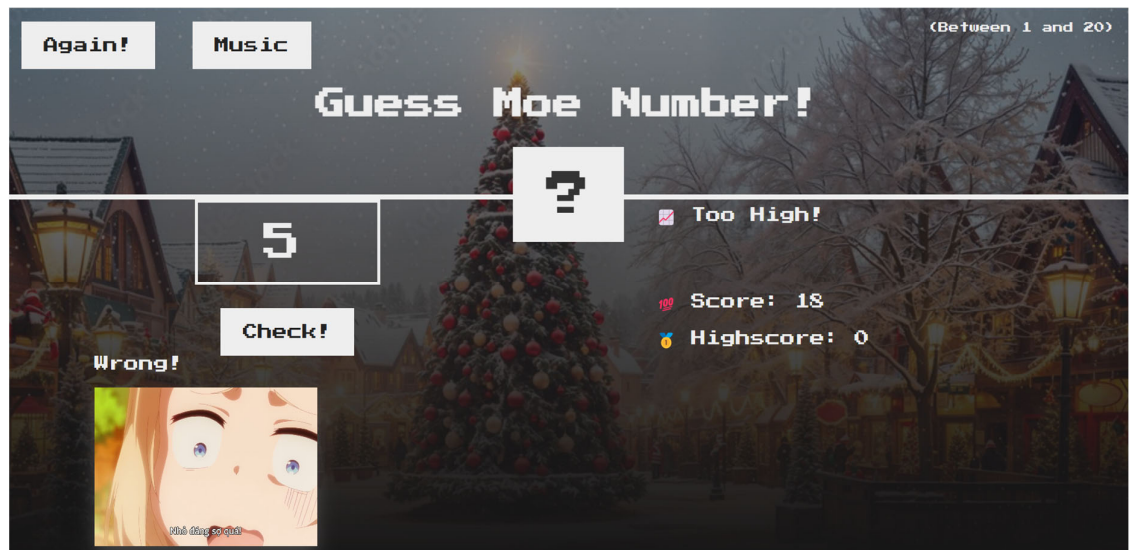 Again!
Music
(Between 1 and 20)
Guess Moe Number!
?
5
Too High!
💯 Score: 18
Check!
🥇 Highscore: 0
Wrong!
Nhỏ đáng sợ quá!